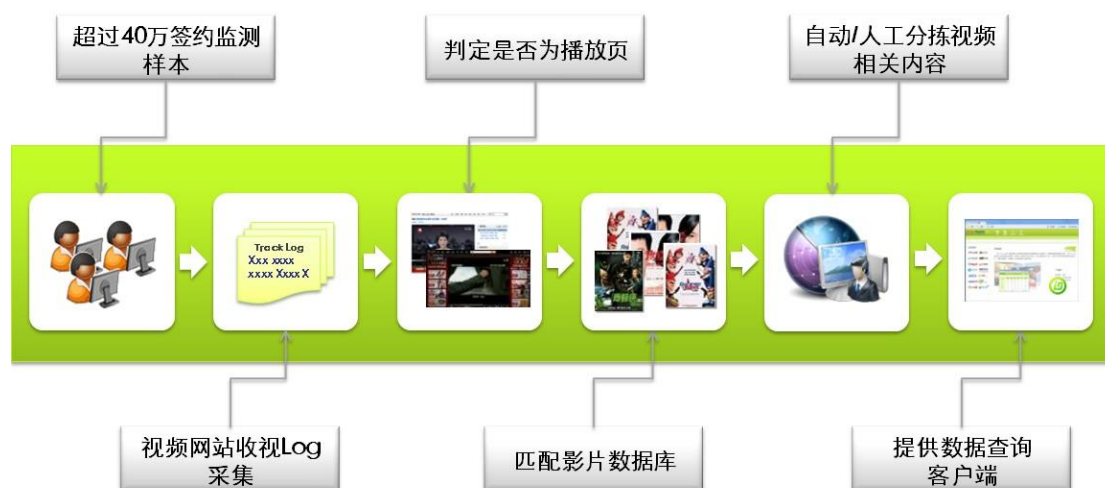 超过40万签约监测
样本
判定是否为播放页
自动/人工分拣视频
相关内容
Track Log
Xxx xxxx
xxxx Xxxx X
视频网站收视Log
采集
匹配影片数据库
提供数据查询
客户端